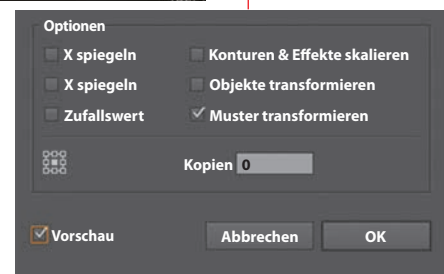 Optionen
X spiegeln Konturen & Effekte skalieren
X spiegeln Objekte transformieren
Zufallswert Muster transformieren
Kopien 0
Vorschau Abbrechen OK